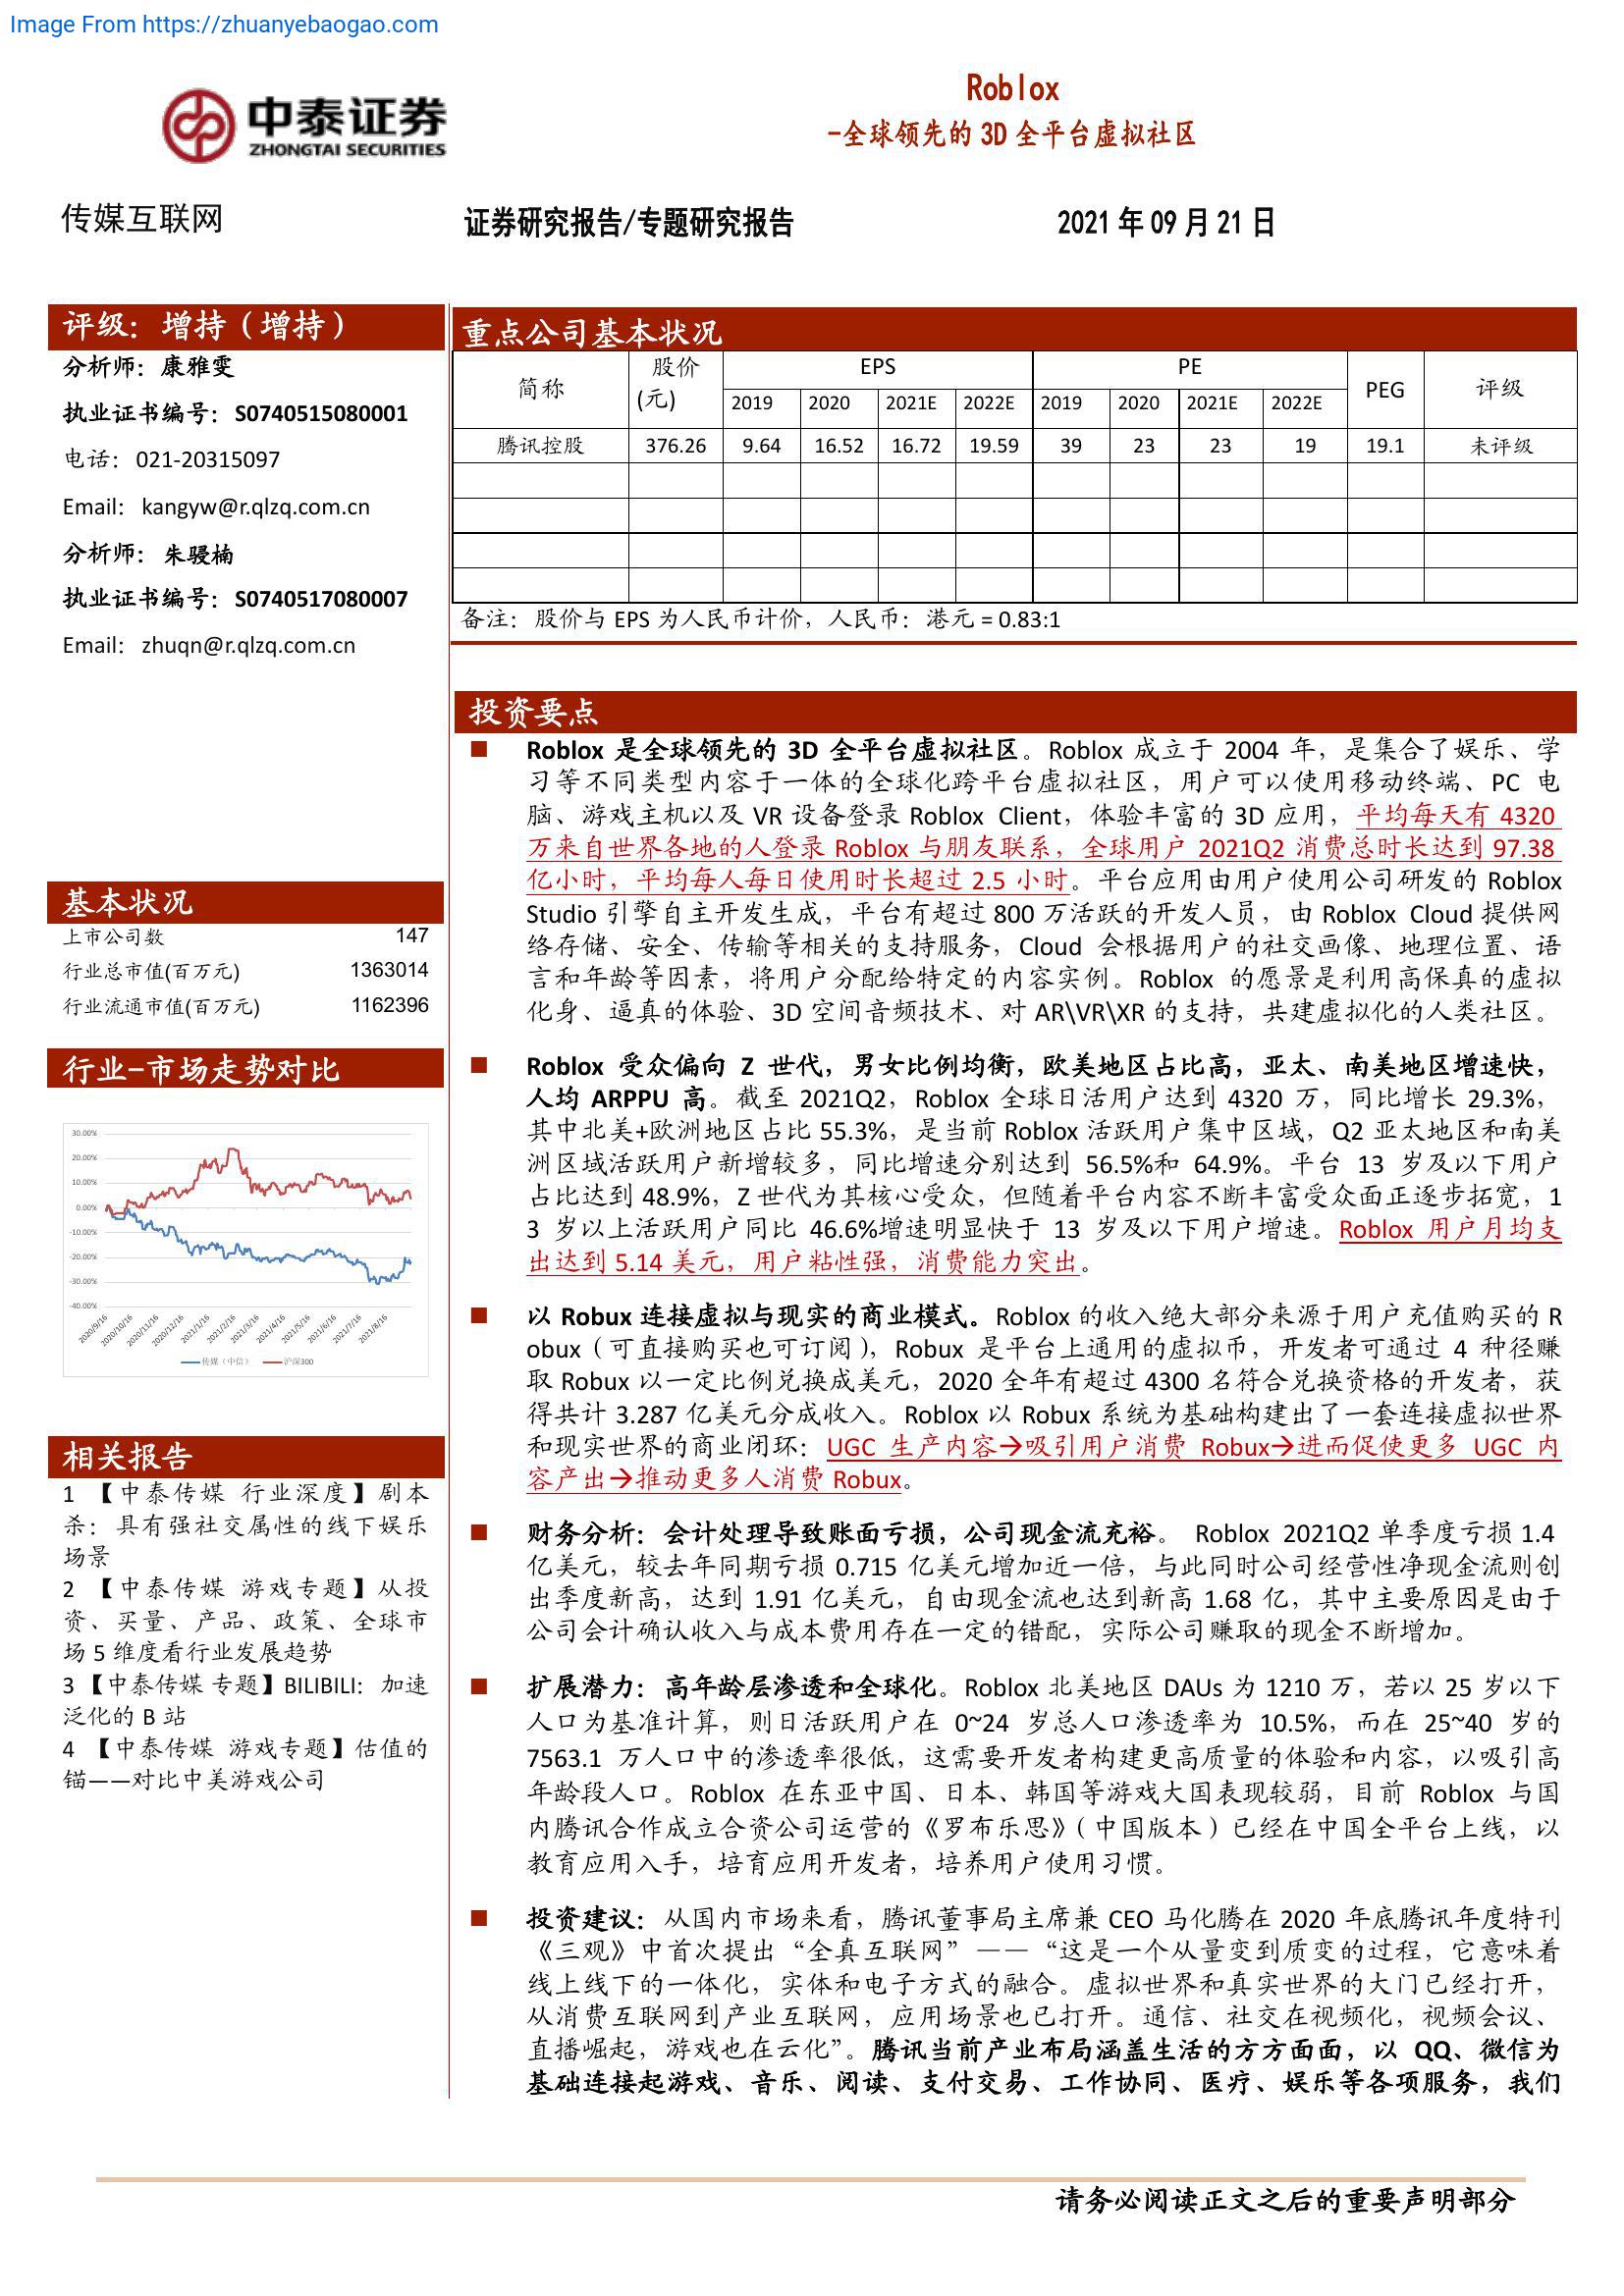 Image From https://zhuanyebaogao.com
中泰证券
ZHONGTAI SECURITIES
Roblox
-全球领先的 3D 全平台虚拟社区
传媒互联网
证券研究报告/专题研究报告
2021 年 09 月 21 日
评级：增持（增持）
分析师：康雅雯
执业证书编号：S0740515080001
电话：021-20315097
Email：kangyw@r.qlzq.com.cn
分析师：朱骎楠
执业证书编号：S0740517080007
Email：zhuqn@r.qlzq.com.cn
基本状况
上市公司数 147
行业总市值(百万元) 1363014
行业流通市值(百万元) 1162396
行业-市场走势对比
30.00%
20.00%
10.00%
0.00%
-10.00%
-20.00%
-30.00%
-40.00%
2020/9/16 2020/10/16 2020/11/16 2020/12/16 2021/1/16 2021/2/16 2021/3/16 2021/4/16 2021/5/16 2021/6/16 2021/7/16 2021/8/16
传媒（中信） 沪深300
相关报告
1 【中泰传媒 行业深度】剧本
杀：具有强社交属性的线下娱乐
场景
2 【中泰传媒 游戏专题】从投
资、买量、产品、政策、全球市
场 5 维度看行业发展趋势
3【中泰传媒 专题】BILIBILI：加速
泛化的 B 站
4 【中泰传媒 游戏专题】估值的
锚——对比中美游戏公司
重点公司基本状况
简称 股价(元) EPS PE PEG 评级
2019 2020 2021E 2022E 2019 2020 2021E 2022E
腾讯控股 376.26 9.64 16.52 16.72 19.59 39 23 23 19 19.1 未评级
备注：股价与 EPS 为人民币计价，人民币：港元 = 0.83:1
投资要点
■ Roblox 是全球领先的 3D 全平台虚拟社区。Roblox 成立于 2004 年，是集合了娱乐、学
习等不同类型内容于一体的全球化跨平台虚拟社区，用户可以使用移动终端、PC 电
脑、游戏主机以及 VR 设备登录 Roblox Client，体验丰富的 3D 应用，平均每天有 4320
万来自世界各地的人登录 Roblox 与朋友联系，全球用户 2021Q2 消费总时长达到 97.38
亿小时，平均每人每日使用时长超过 2.5 小时。平台应用由用户使用公司研发的 Roblox
Studio 引擎自主开发生成，平台有超过 800 万活跃的开发人员，由 Roblox Cloud 提供网
络存储、安全、传输等相关的支持服务，Cloud 会根据用户的社交画像、地理位置、语
言和年龄等因素，将用户分配给特定的内容实例。Roblox 的愿景是利用高保真的虚拟
化身、逼真的体验、3D 空间音频技术、对 AR\VR\XR 的支持，共建虚拟化的人类社区。
■ Roblox 受众偏向 Z 世代，男女比例均衡，欧美地区占比高，亚太、南美地区增速快，
人均 ARPPU 高。截至 2021Q2，Roblox 全球日活用户达到 4320 万，同比增长 29.3%，
其中北美+欧洲地区占比 55.3%，是当前 Roblox 活跃用户集中区域，Q2 亚太地区和南美
洲区域活跃用户新增较多，同比增速分别达到 56.5%和 64.9%。平台 13 岁及以下用户
占比达到 48.9%，Z 世代为其核心受众，但随着平台内容不断丰富受众面正逐步拓宽，1
3 岁以上活跃用户同比 46.6%增速明显快于 13 岁及以下用户增速。Roblox 用户月均支
出达到 5.14 美元，用户粘性强，消费能力突出。
■ 以 Robux 连接虚拟与现实的商业模式。Roblox 的收入绝大部分来源于用户充值购买的 R
obux（可直接购买也可订阅），Robux 是平台上通用的虚拟币，开发者可通过 4 种径赚
取 Robux 以一定比例兑换成美元，2020 全年有超过 4300 名符合兑换资格的开发者，获
得共计 3.287 亿美元分成收入。Roblox 以 Robux 系统为基础构建出了一套连接虚拟世界
和现实世界的商业闭环：UGC 生产内容→吸引用户消费 Robux→进而促使更多 UGC 内
容产出→推动更多人消费 Robux。
■ 财务分析：会计处理导致账面亏损，公司现金流充裕。 Roblox 2021Q2 单季度亏损 1.4
亿美元，较去年同期亏损 0.715 亿美元增加近一倍，与此同时公司经营性净现金流则创
出季度新高，达到 1.91 亿美元，自由现金流也达到新高 1.68 亿，其中主要原因是由于
公司会计确认收入与成本费用存在一定的错配，实际公司赚取的现金不断增加。
■ 扩展潜力：高年龄层渗透和全球化。Roblox 北美地区 DAUs 为 1210 万，若以 25 岁以下
人口为基准计算，则日活跃用户在 0~24 岁总人口渗透率为 10.5%，而在 25~40 岁的
7563.1 万人口中的渗透率很低，这需要开发者构建更高质量的体验和内容，以吸引高
年龄段人口。Roblox 在东亚中国、日本、韩国等游戏大国表现较弱，目前 Roblox 与国
内腾讯合作成立合资公司运营的《罗布乐思》（中国版本）已经在中国全平台上线，以
教育应用入手，培育应用开发者，培养用户使用习惯。
■ 投资建议：从国内市场来看，腾讯董事局主席兼 CEO 马化腾在 2020 年底腾讯年度特刊
《三观》中首次提出“全真互联网”——“这是一个从量变到质变的过程，它意味着
线上线下的一体化，实体和电子方式的融合。虚拟世界和真实世界的大门已经打开，
从消费互联网到产业互联网，应用场景也已打开。通信、社交在视频化，视频会议、
直播崛起，游戏也在云化”。腾讯当前产业布局涵盖生活的方方面面，以 QQ、微信为
基础连接起游戏、音乐、阅读、支付交易、工作协同、医疗、娱乐等各项服务，我们
请务必阅读正文之后的重要声明部分